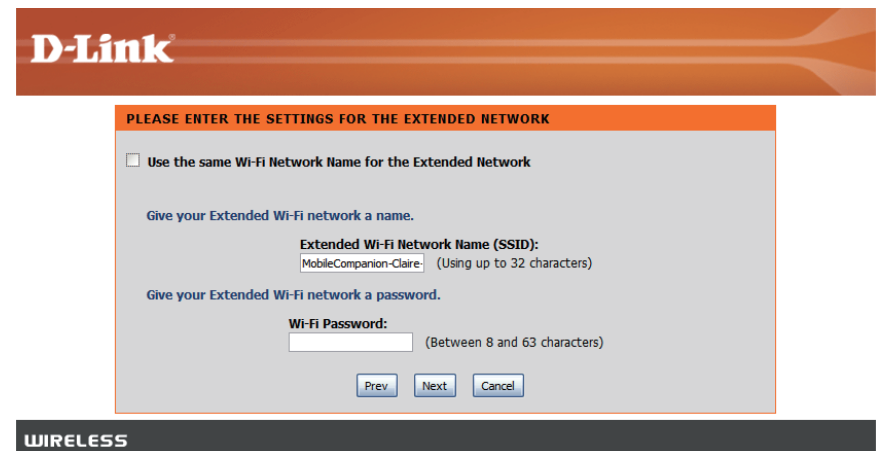 D-Link
PLEASE ENTER THE SETTINGS FOR THE EXTENDED NETWORK
Use the same Wi-Fi Network Name for the Extended Network
Give your Extended Wi-Fi network a name.
Extended Wi-Fi Network Name (SSID):
MobileCompanion-Claire- (Using up to 32 characters)
Give your Extended Wi-Fi network a password.
Wi-Fi Password:
(Between 8 and 63 characters)
Prev Next Cancel
WIRELESS